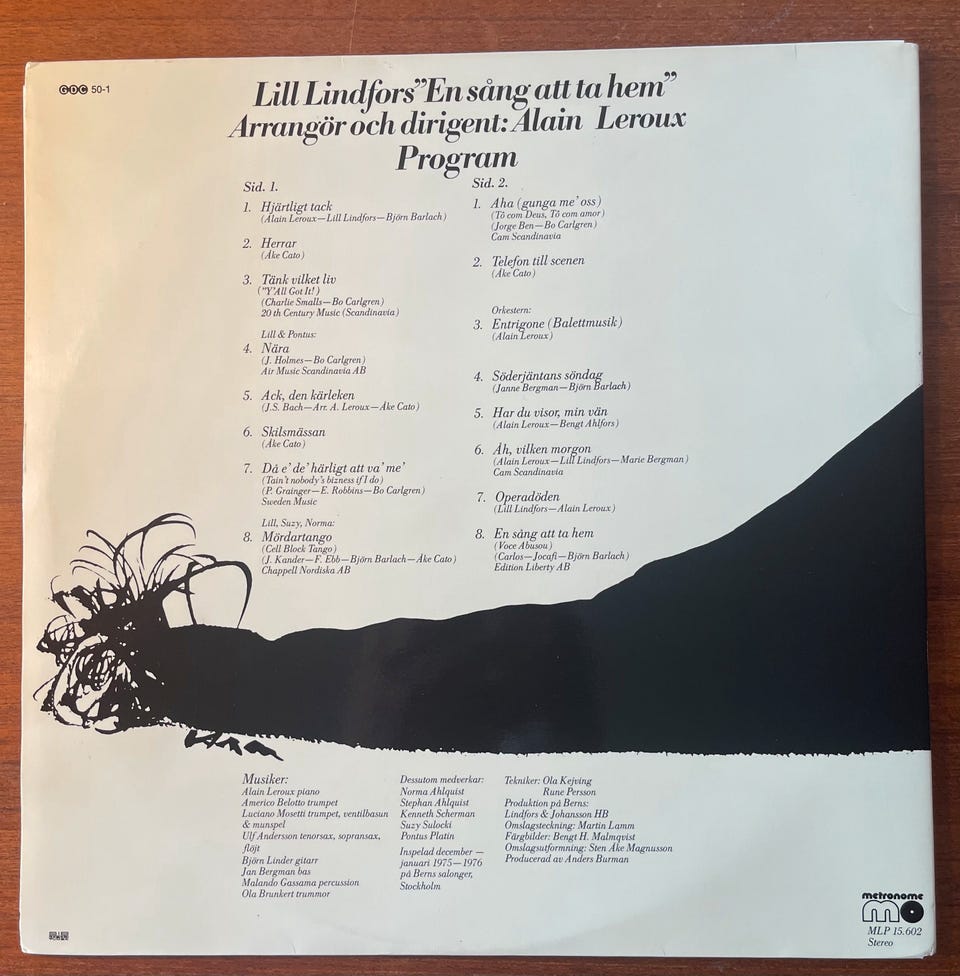 GDC 50-1
Lill Lindfors"En sång att ta hem"
Arrangör och dirigent: Alain Leroux
Program
Sid. 1.
1. Hjärtligt tack
(Alain Leroux—Lill Lindfors—Björn Barlach)
2. Herrar
(Åke Cato)
3. Tänk vilket liv
("Y'All Got It!)
(Charlie Smalls—Bo Carlgren)
20 th Century Music (Scandinavia)
Lill & Pontus:
4. Nära
(J. Holmes—Bo Carlgren)
Air Music Scandinavia AB
5. Ack, den kärleken
(J.S. Bach—Arr. A. Leroux—Åke Cato)
6. Skilsmässan
(Åke Cato)
7. Då e' de' härligt att va' me'
(Tain't nobody's bizness if I do)
(P. Grainger—E. Robbins—Bo Carlgren)
Sweden Music
Lill, Suzy, Norma:
8. Mördartango
(Cell Block Tango)
(J. Kander—F. Ebb—Björn Barlach—Åke Cato)
Chappell Nordiska AB
Sid. 2.
1. Aha (gunga me' oss)
(Tô com Deus, Tô com amor)
(Jorge Ben—Bo Carlgren)
Cam Scandinavia
2. Telefon till scenen
(Åke Cato)
Orkestern:
3. Entrigone (Balettmusik)
(Alain Leroux)
4. Söderjäntans söndag
(Janne Bergman—Björn Barlach)
5. Har du visor, min vän
(Alain Leroux—Bengt Ahlfors)
6. Åh, vilken morgon
(Alain Leroux—Lill Lindfors—Marie Bergman)
Cam Scandinavia
7. Operadöden
(Lill Lindfors—Alain Leroux)
8. En sång att ta hem
(Voce Abusou)
(Carlos—Jocafi—Björn Barlach)
Edition Liberty AB
Musiker:
Alain Leroux piano
Americo Belotto trumpet
Luciano Mosetti trumpet, ventilbasun
& munspel
Ulf Andersson tenorsax, sopransax,
flöjt
Björn Linder gitarr
Jan Bergman bas
Malando Gassama percussion
Ola Brunkert trummor
Dessutom medverkar:
Norma Ahlquist
Stephan Ahlquist
Kenneth Scherman
Suzy Sulocki
Pontus Platin
Inspelad december —
januari 1975—1976
på Berns salonger,
Stockholm
Tekniker: Ola Kejving
Rune Persson
Produktion på Berns:
Lindfors & Johansson HB
Omslagsteckning: Martin Lamm
Färgbilder: Bengt H. Malmqvist
Omslagsutformning: Sten Åke Magnusson
Producerad av Anders Burman
metronome
MLP 15.602
Stereo